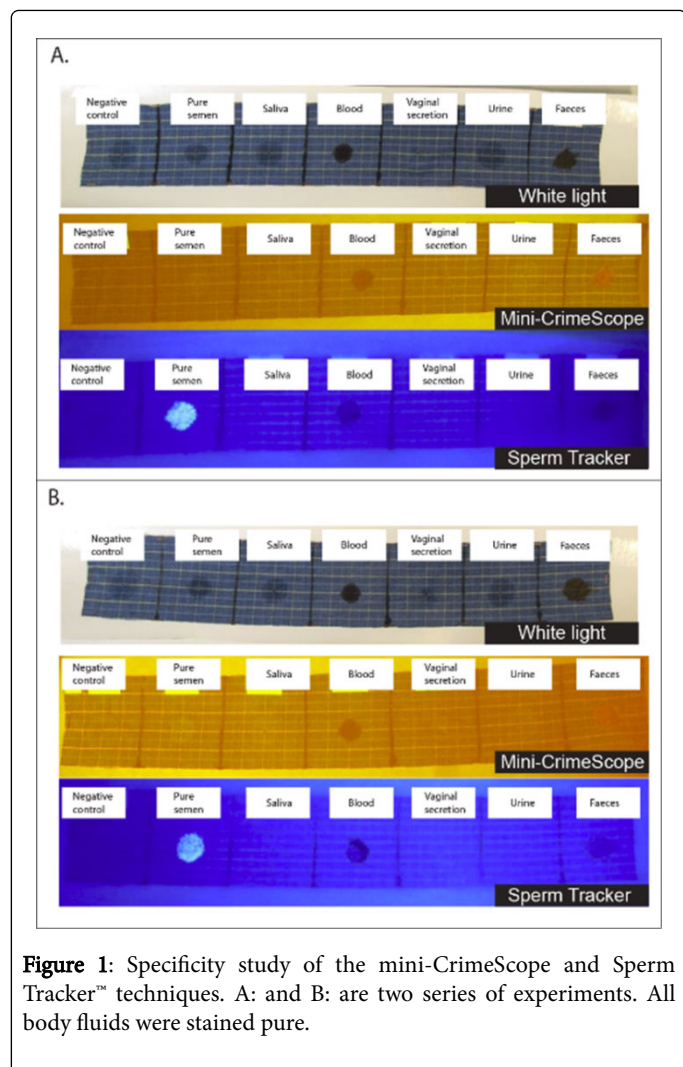 A.
Negative control
Pure semen
Saliva
Blood
Vaginal secretion
Urine
Faeces
White light
Negative control
Pure semen
Saliva
Blood
Vaginal secretion
Urine
Faeces
Mini-CrimeScope
Negative control
Pure semen
Saliva
Blood
Vaginal secretion
Urine
Faeces
Sperm Tracker
B.
Negative control
Pure semen
Saliva
Blood
Vaginal secretion
Urine
Faeces
White light
Negative control
Pure semen
Saliva
Blood
Vaginal secretion
Urine
Faeces
Mini-CrimeScope
Negative control
Pure semen
Saliva
Blood
Vaginal secretion
Urine
Faeces
Sperm Tracker
Figure 1: Specificity study of the mini-CrimeScope and Sperm
Tracker™ techniques. A: and B: are two series of experiments. All
body fluids were stained pure.